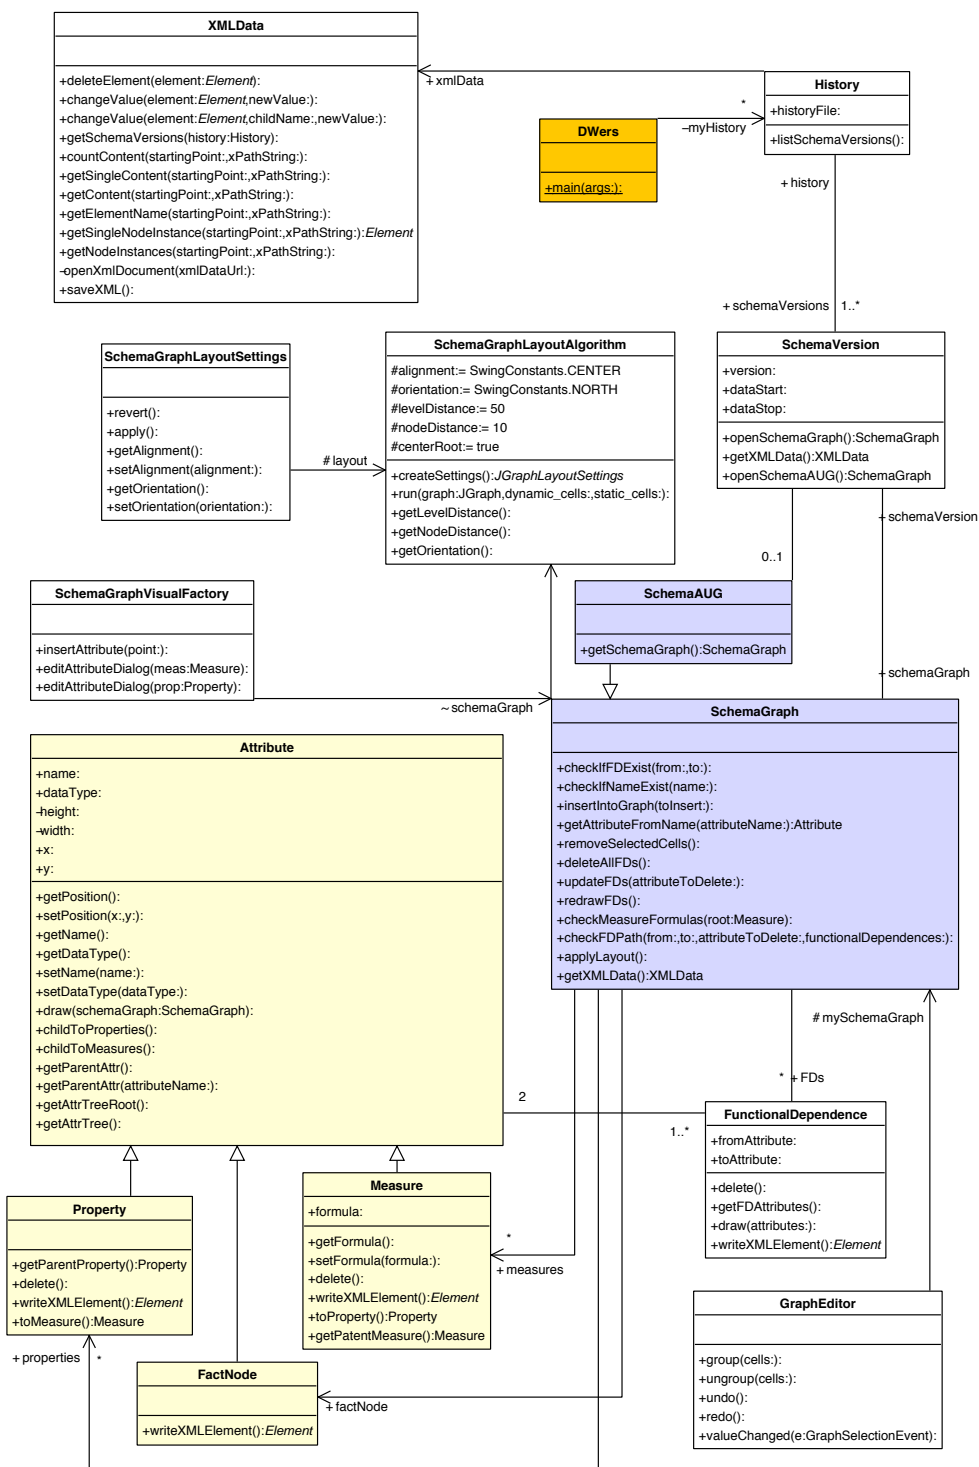 XMLData
+deleteElement(element:Element):
+changeValue(element:Element,newValue:):
+changeValue(element:Element,childName:,newValue:):
+getSchemaVersions(history:History):
+countContent(startingPoint:,xPathString:):
+getSingleContent(startingPoint:,xPathString:):
+getContent(startingPoint:,xPathString:):
+getElementName(startingPoint:,xPathString:):
+getSingleNodeInstance(startingPoint:,xPathString:):Element
+getNodeInstances(startingPoint:,xPathString:):
-openXmlDocument(xmlDataUrl:):
+saveXML():
+ xmlData
History
+historyFile:
+listSchemaVersions():
*
-myHistory
DWers
+main(args:):
+ history
+ schemaVersions
1..*
SchemaGraphLayoutSettings
+revert():
+apply():
+getAlignment():
+setAlignment(alignment:):
+getOrientation():
+setOrientation(orientation:):
# layout
SchemaGraphLayoutAlgorithm
#alignment:= SwingConstants.CENTER
#orientation:= SwingConstants.NORTH
#levelDistance:= 50
#nodeDistance:= 10
#centerRoot:= true
+createSettings():JGraphLayoutSettings
+run(graph:JGraph,dynamic_cells:,static_cells:):
+getLevelDistance():
+getNodeDistance():
+getOrientation():
SchemaVersion
+version:
+dataStart:
+dataStop:
+openSchemaGraph():SchemaGraph
+getXMLData():XMLData
+openSchemaAUG():SchemaGraph
+ schemaVersion
0..1
SchemaGraphVisualFactory
+insertAttribute(point:):
+editAttributeDialog(meas:Measure):
+editAttributeDialog(prop:Property):
~ schemaGraph
SchemaAUG
+getSchemaGraph():SchemaGraph
+ schemaGraph
SchemaGraph
+checkIfFDExist(from:,to:):
+checkIfNameExist(name:):
+insertIntoGraph(toInsert:):
+getAttributeFromName(attributeName:):Attribute
+removeSelectedCells():
+deleteAllFDs():
+updateFDs(attributeToDelete:):
+redrawFDs():
+checkMeasureFormulas(root:Measure):
+checkFDPath(from:,to:,attributeToDelete:,functionalDependences:):
+applyLayout():
+getXMLData():XMLData
Attribute
+name:
+dataType:
-height:
-width:
+x:
+y:
+getPosition():
+setPosition(x:,y:):
+getName():
+getDataType():
+setName(name:):
+setDataType(dataType:):
+draw(schemaGraph:SchemaGraph):
+childToProperties():
+childToMeasures():
+getParentAttr():
+getParentAttr(attributeName:):
+getAttrTreeRoot():
+getAttrTree():
# mySchemaGraph
* + FDs
2
1..*
FunctionalDependence
+fromAttribute:
+toAttribute:
+delete():
+getFDAttributes():
+draw(attributes:):
+writeXMLElement():Element
Property
+getParentProperty():Property
+delete():
+writeXMLElement():Element
+toMeasure():Measure
+ properties
*
Measure
+formula:
+getFormula():
+setFormula(formula:):
+delete():
+writeXMLElement():Element
+toProperty():Property
+getPatentMeasure():Measure
*
+ measures
FactNode
+writeXMLElement():Element
+ factNode
GraphEditor
+group(cells:):
+ungroup(cells:):
+undo():
+redo():
+valueChanged(e:GraphSelectionEvent):